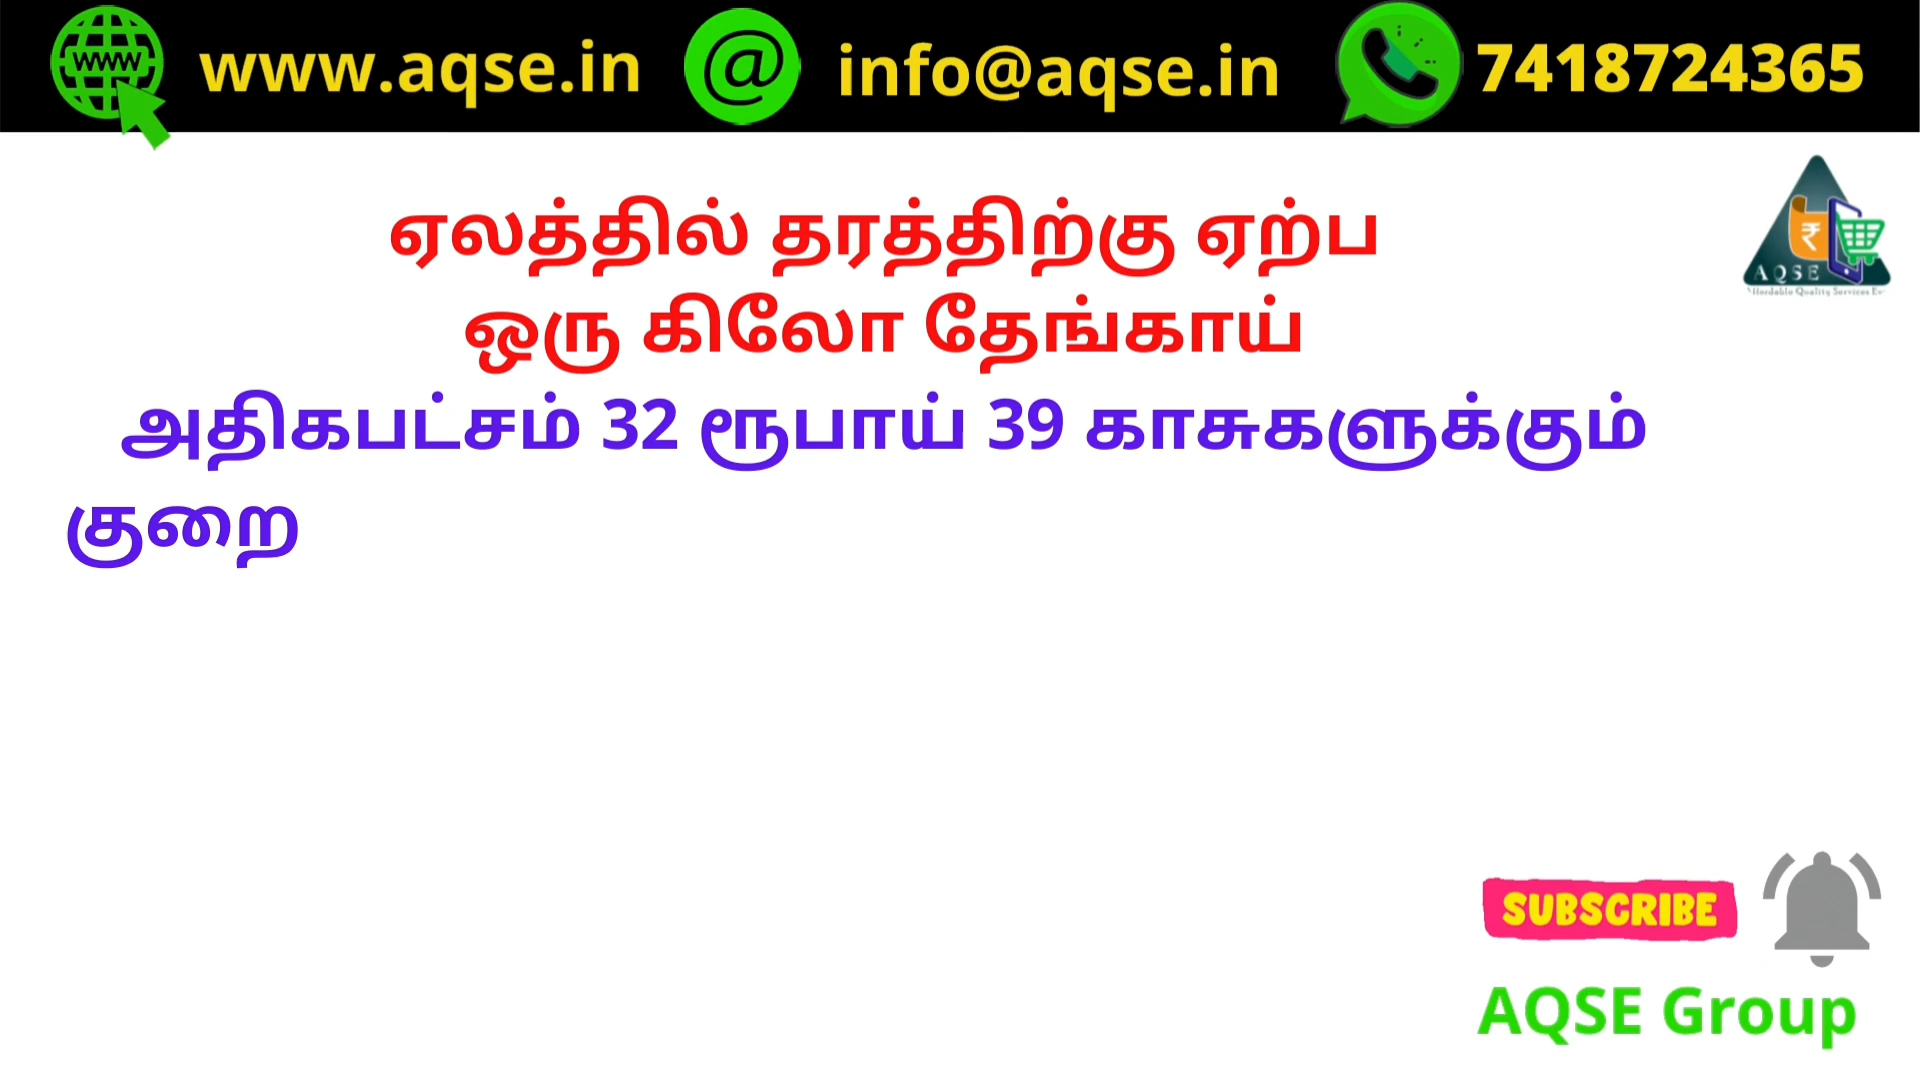 www.aqse.in
info@aqse.in
7418724365
ஏலத்தில் தரத்திற்கு ஏற்ப
ஒரு கிலோ தேங்காய்
அதிகபட்சம் 32 ரூபாய் 39 காசுகளுக்கும்
குறை
AQSE
SUBSCRIBE
AQSE Group